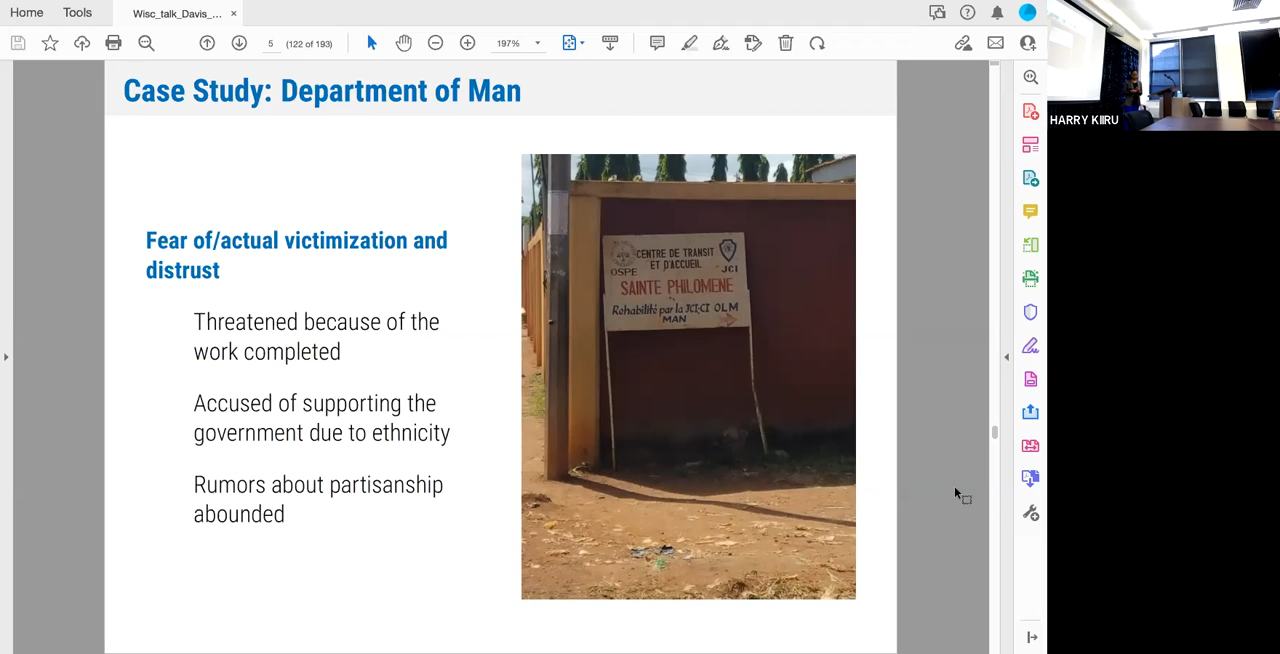 Home
Tools
Wisc_talk_Davis_... ×
5
(122 of 193)
197%
Case Study: Department of Man
Fear of/actual victimization and
distrust
Threatened because of the
work completed
Accused of supporting the
government due to ethnicity
Rumors about partisanship
abounded
CENTRE DE TRANSIT
ET D'ACCUEIL
OSPE
JCI
SAINTE PHILOMENE
Rehabilité par la JCI-CI OLM
MAN
HARRY KIIRU